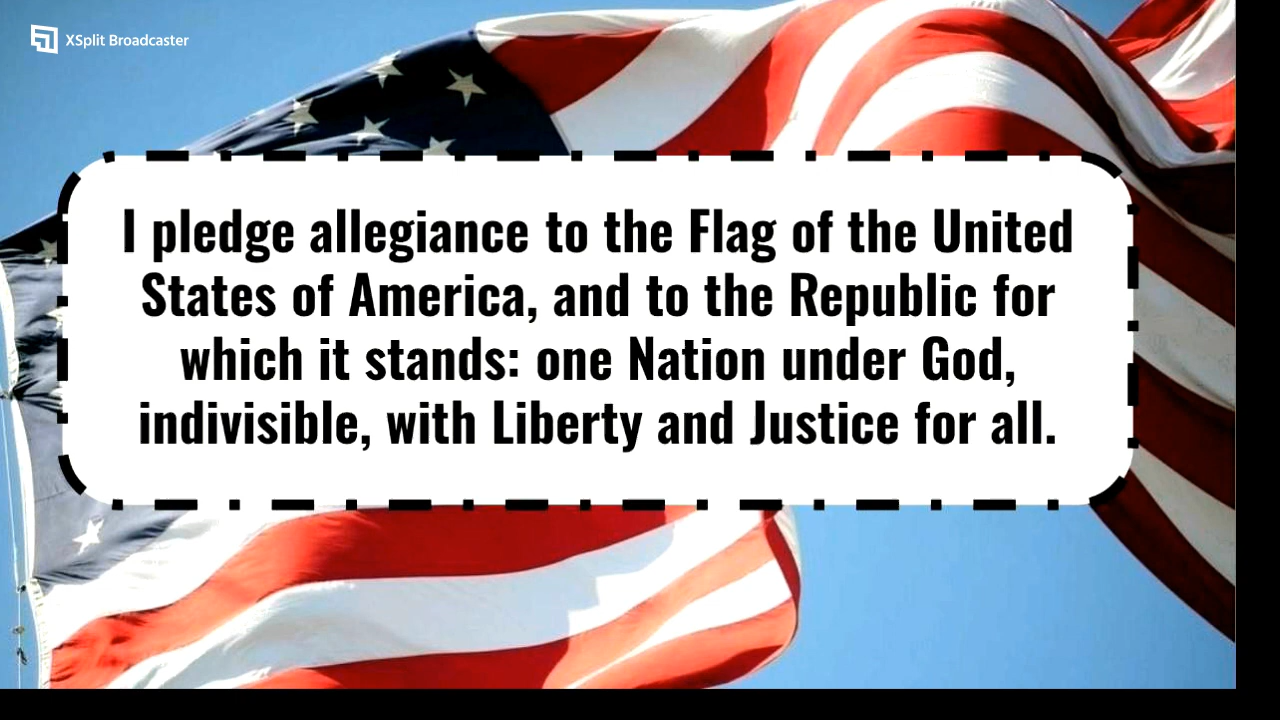 XSplit Broadcaster
I pledge allegiance to the Flag of the United
States of America, and to the Republic for
which it stands: one Nation under God,
indivisible, with Liberty and Justice for all.